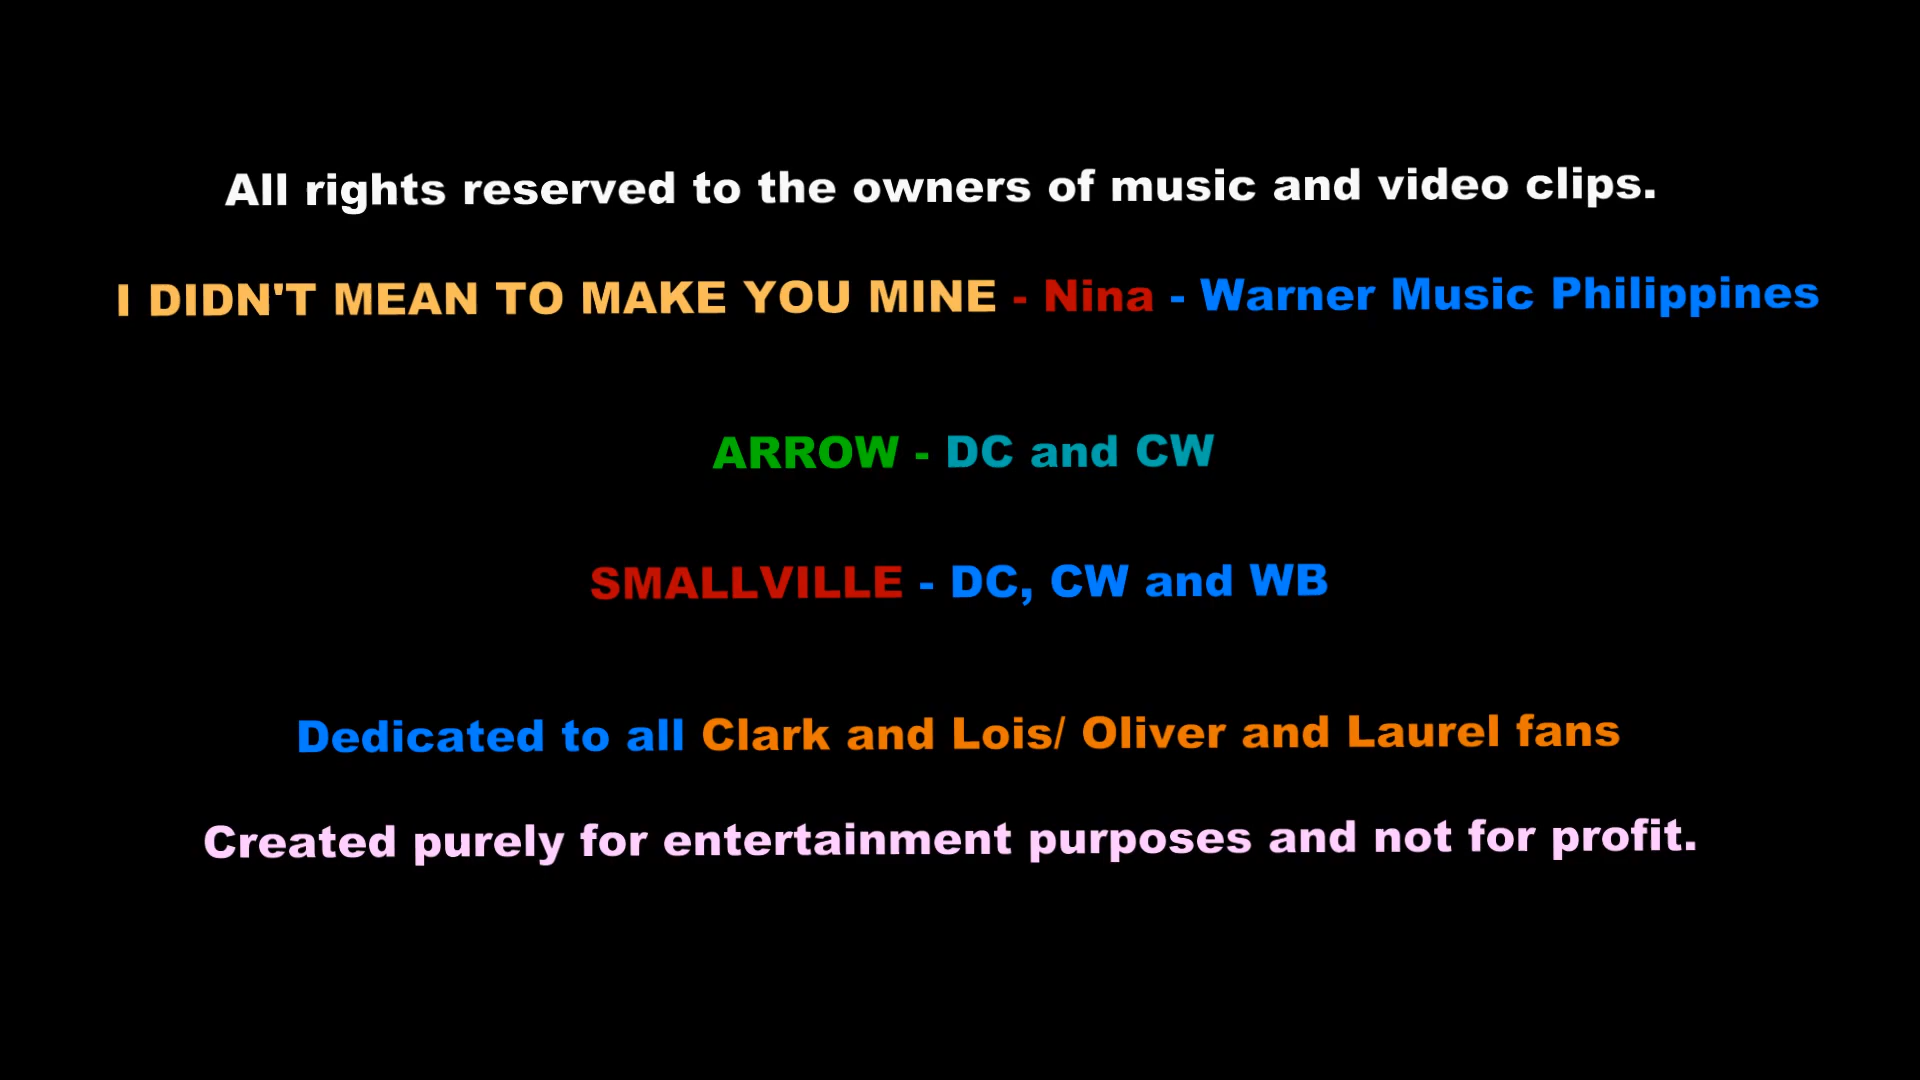 All rights reserved to the owners of music and video clips.
I DIDN'T MEAN TO MAKE YOU MINE - Nina - Warner Music Philippines
ARROW - DC and CW
SMALLVILLE - DC, CW and WB
Dedicated to all Clark and Lois/ Oliver and Laurel fans
Created purely for entertainment purposes and not for profit.